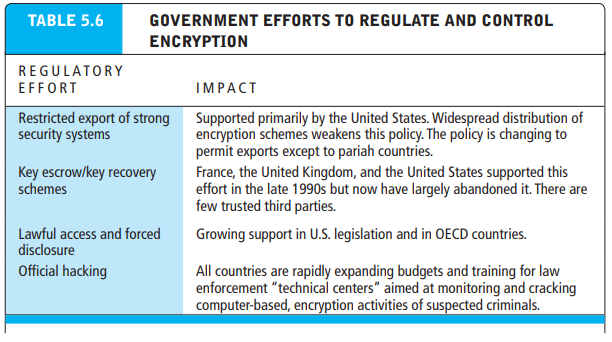 TABLE 5.6 GOVERNMENT EFFORTS TO REGULATE AND CONTROL
ENCRYPTION
REGULATORY
EFFORT IMPACT
Restricted export of strong Supported primarily by the United States. Widespread distribution of
security systems encryption schemes weakens this policy. The policy is changing to
permit exports except to pariah countries.
Key escrow/key recovery France, the United Kingdom, and the United States supported this
schemes effort in the late 1990s but now have largely abandoned it. There are
few trusted third parties.
Lawful access and forced Growing support in U.S. legislation and in OECD countries.
disclosure
Official hacking All countries are rapidly expanding budgets and training for law
enforcement “technical centers” aimed at monitoring and cracking
computer-based, encryption activities of suspected criminals.